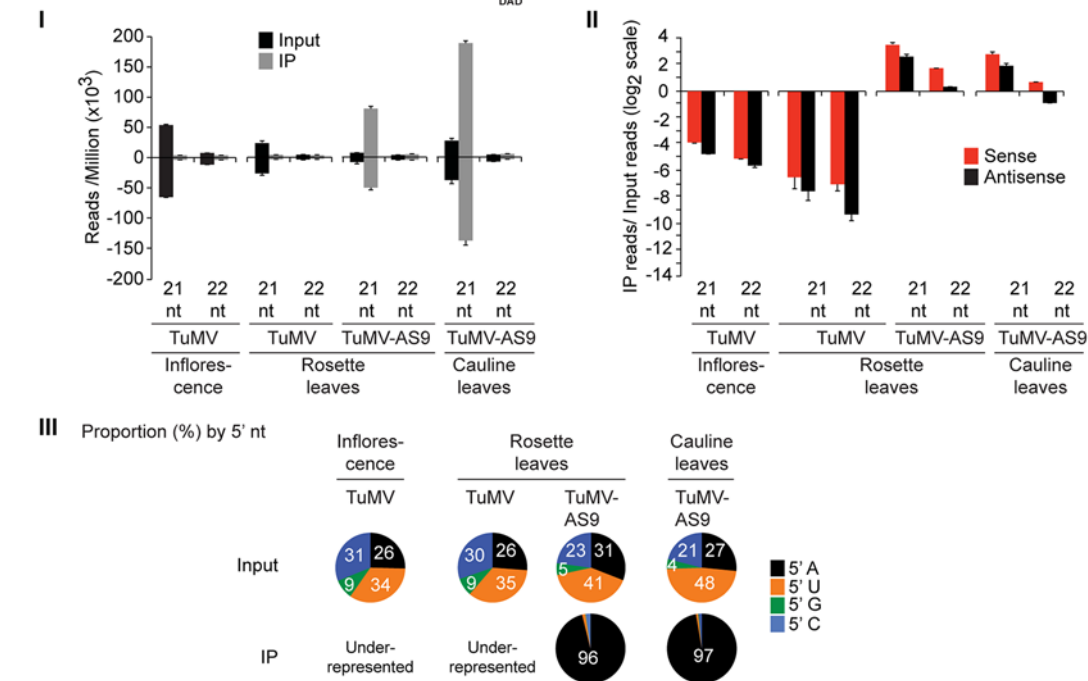 DAD
I
II
200
150
100
50
0
-50
-100
-150
-200
Reads /Million (x10³)
Input
IP
21 22 21 22 21 22 21 22
nt nt nt nt nt nt nt nt
TuMV TuMV TuMV-AS9 TuMV-AS9
Inflores- Rosette Cauline
cence leaves leaves
4
2
0
-2
-4
-6
-8
-10
-12
-14
IP reads/ Input reads (log₂ scale)
Sense
Antisense
21 22 21 22 21 22 21 22
nt nt nt nt nt nt nt nt
TuMV TuMV TuMV-AS9 TuMV-AS9
Inflores- Rosette Cauline
cence leaves leaves
III Proportion (%) by 5' nt
Inflores- Rosette Cauline
cence leaves leaves
TuMV TuMV TuMV- TuMV-
AS9 AS9
Input
31 26 9 34
30 26 9 35
23 31 5 41
21 27 4 48
5' A
5' U
5' G
5' C
IP
Under- Under-
represented represented
96 97